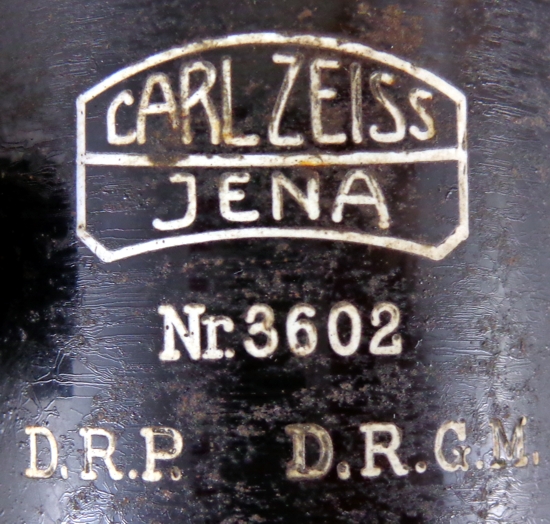 CARL ZEISS
JENA
Nr. 3602
D.R.P. D.R.G.M.